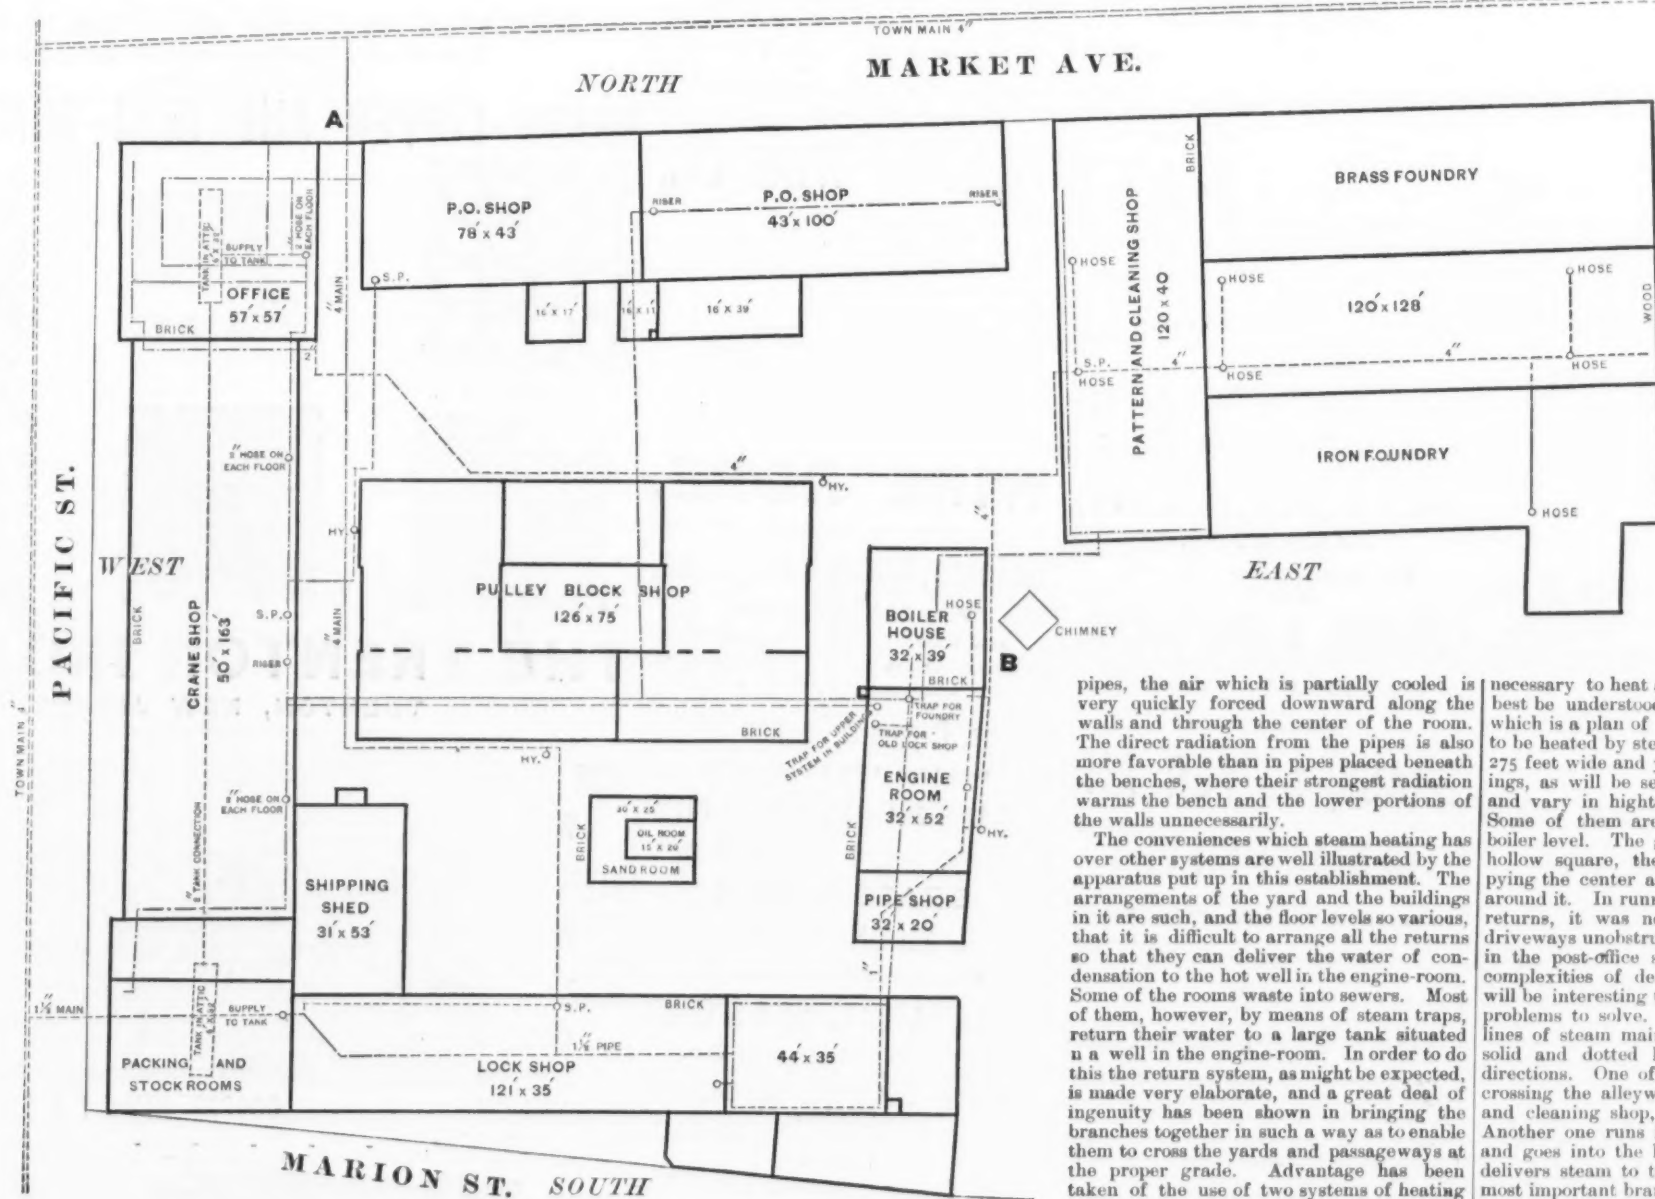 TOWN MAIN 4"
NORTH
MARKET AVE.
A
P.O. SHOP
78' x 43'
P.O. SHOP
43' x 100'
RISER
RISER
BRICK
BRASS FOUNDRY
PATTERN AND CLEANING SHOP
120 x 40
HOSE
HOSE
HOSE
120' x 128'
WOOD
S.P.
HOSE
4"
HOSE
4"
HOSE
IRON FOUNDRY
HOSE
TANK IN ATTIC
SUPPLY
TO TANK
2" HOSE ON
EACH FLOOR
OFFICE
57' x 57'
BRICK
2"
4" MAIN
S.P.
16' x 17'
16' x 11'
16' x 39'
PACIFIC ST.
WEST
TOWN MAIN 4"
2" HOSE ON
EACH FLOOR
HY.
4"
HY.
4"
EAST
BRICK
CRANE SHOP
50' x 163'
S.P.
RISER
4" MAIN
PULLEY BLOCK SHOP
126' x 75'
BRICK
HOSE
BOILER
HOUSE
32' x 39'
BRICK
B
CHIMNEY
TRAP FOR
FOUNDRY
TRAP FOR
OLD LOCK SHOP
TRAP FOR UPPER
SYSTEM IN BUILDINGS
ENGINE
ROOM
32' x 52'
BRICK
HY.
HY.
2" HOSE ON
EACH FLOOR
8" TANK CONNECTION
30' x 25'
OIL ROOM
15' x 20'
BRICK
SAND ROOM
SHIPPING
SHED
31' x 53'
PIPE SHOP
32' x 20'
1"
1½ MAIN
SUPPLY
TO TANK
TANK IN ATTIC
PACKING AND
STOCK ROOMS
S.P.
BRICK
1½" PIPE
LOCK SHOP
121' x 35'
44' x 35'
MARION ST. SOUTH
pipes, the air which is partially cooled is
very quickly forced downward along the
walls and through the center of the room.
The direct radiation from the pipes is also
more favorable than in pipes placed beneath
the benches, where their strongest radiation
warms the bench and the lower portions of
the walls unnecessarily.
The conveniences which steam heating has
over other systems are well illustrated by the
apparatus put up in this establishment. The
arrangements of the yard and the buildings
in it are such, and the floor levels so various,
that it is difficult to arrange all the returns
so that they can deliver the water of con-
densation to the hot well in the engine-room.
Some of the rooms waste into sewers. Most
of them, however, by means of steam traps,
return their water to a large tank situated
n a well in the engine-room. In order to do
this the return system, as might be expected,
is made very elaborate, and a great deal of
ingenuity has been shown in bringing the
branches together in such a way as to enable
them to cross the yards and passageways at
the proper grade. Advantage has been
taken of the use of two systems of heating
necessary to heat
best be understoo
which is a plan of
to be heated by ste
275 feet wide and
ings, as will be se
and vary in hight
Some of them are
boiler level. The
hollow square, the
pying the center a
around it. In runn
returns, it was ne
driveways unobstru
in the post-office s
complexities of de
will be interesting
problems to solve.
lines of steam mai
solid and dotted
directions. One of
crossing the alleyw
and cleaning shop,
Another one runs
and goes into the
delivers steam to t
most important bra